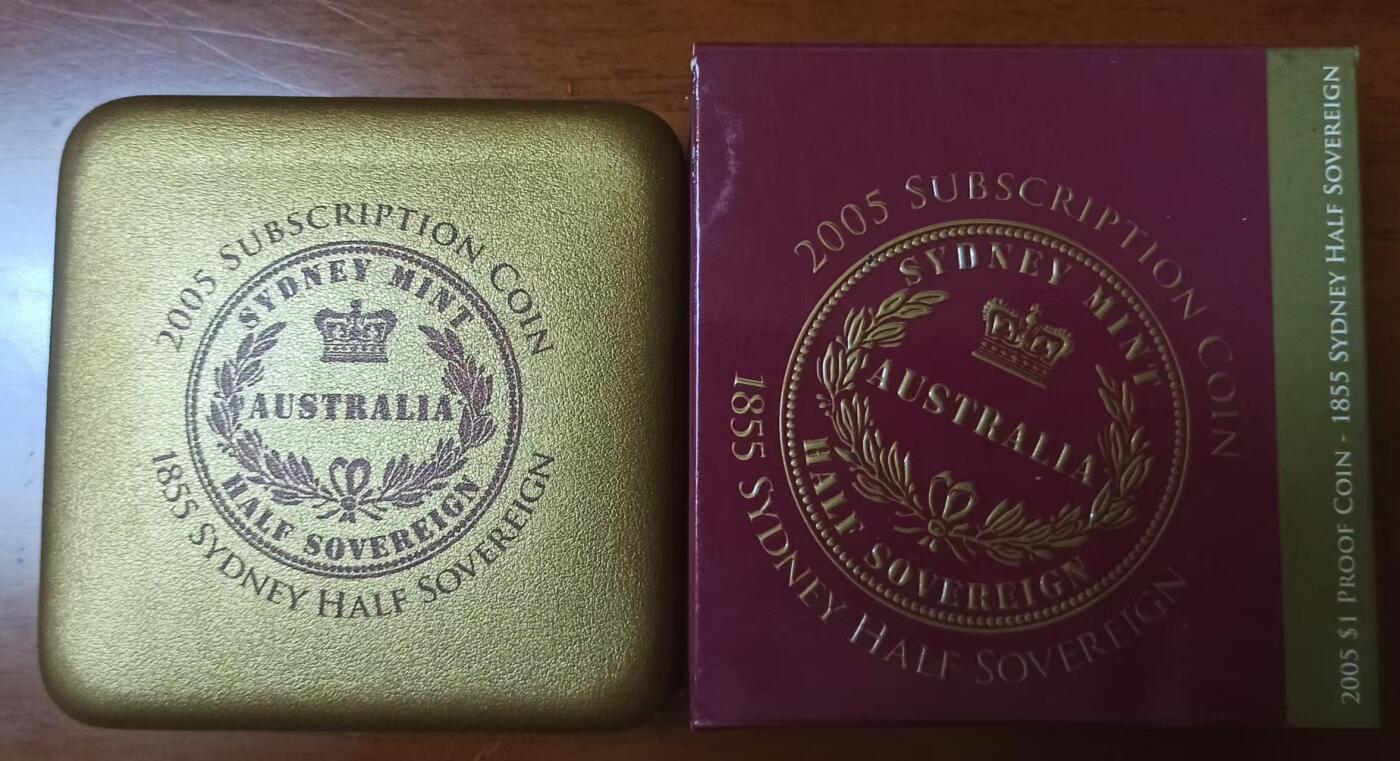 2005 SUBSCRIPTION COIN
SYDNEY MINT
AUSTRALIA
HALF SOVEREIGN
1855 SYDNEY HALF SOVEREIGN
2005 SUBSCRIPTION COIN
SYDNEY MINT
AUSTRALIA
HALF SOVEREIGN
1855 SYDNEY HALF SOVEREIGN
2005 $1 PROOF COIN - 1855 SYDNEY HALF SOVEREIGN